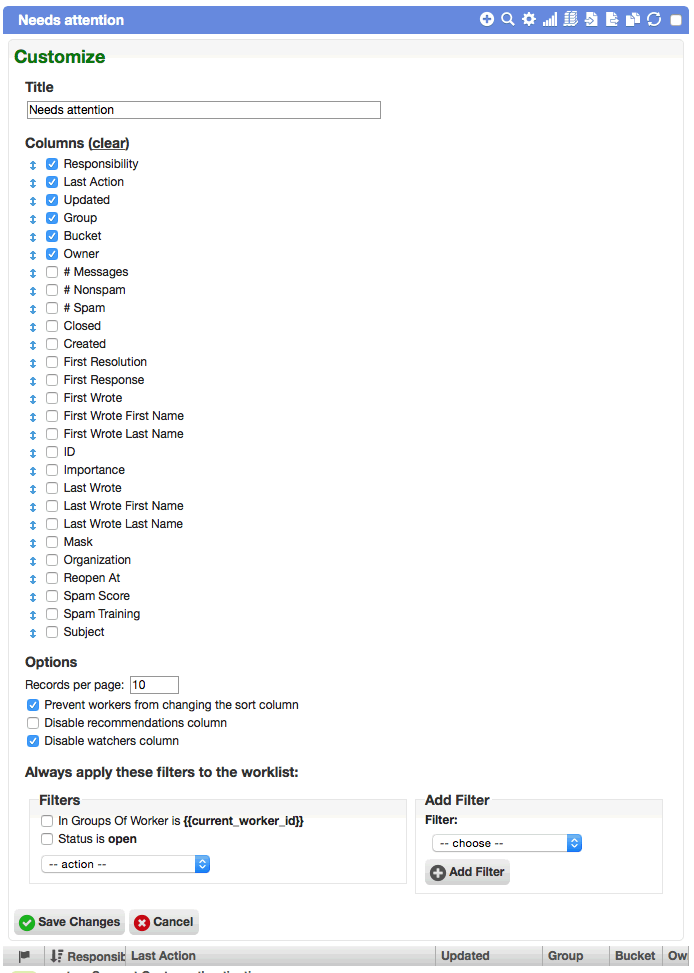 Needs attention
Customize
Title
Needs attention
Columns (clear)
Responsibility
Last Action
Updated
Group
Bucket
Owner
# Messages
# Nonspam
# Spam
Closed
Created
First Resolution
First Response
First Wrote
First Wrote First Name
First Wrote Last Name
ID
Importance
Last Wrote
Last Wrote First Name
Last Wrote Last Name
Mask
Organization
Reopen At
Spam Score
Spam Training
Subject
Options
Records per page: 10
Prevent workers from changing the sort column
Disable recommendations column
Disable watchers column
Always apply these filters to the worklist:
Filters
In Groups Of Worker is {{current_worker_id}}
Status is open
-- action --
Add Filter
Filter:
-- choose --
Add Filter
Save Changes Cancel
Responsib Last Action Updated Group Bucket Ow